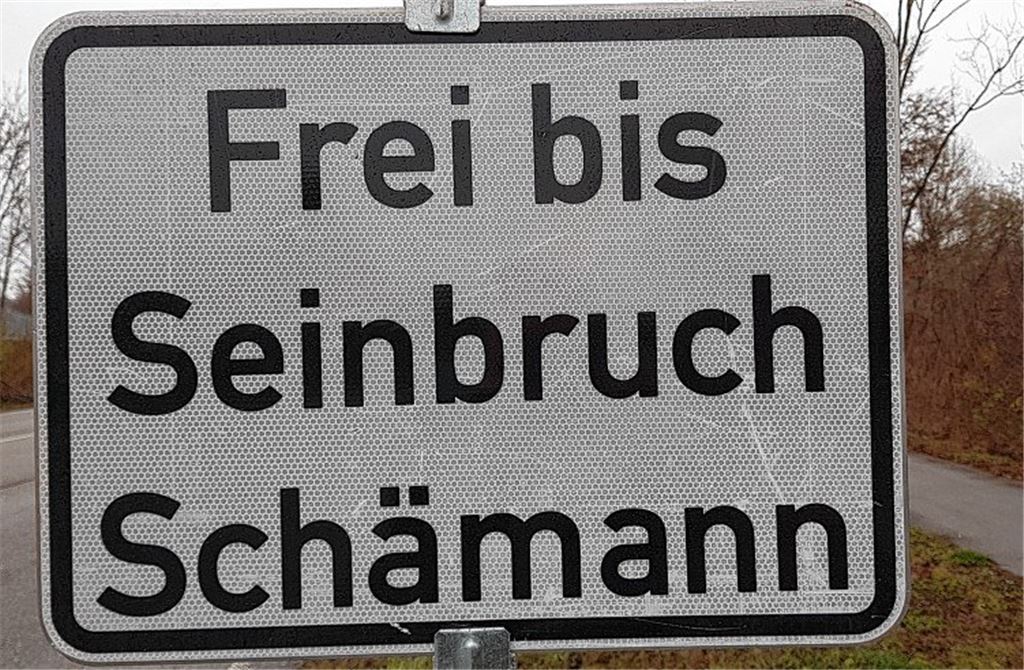 Frei bis
Seinbruch
Schämann